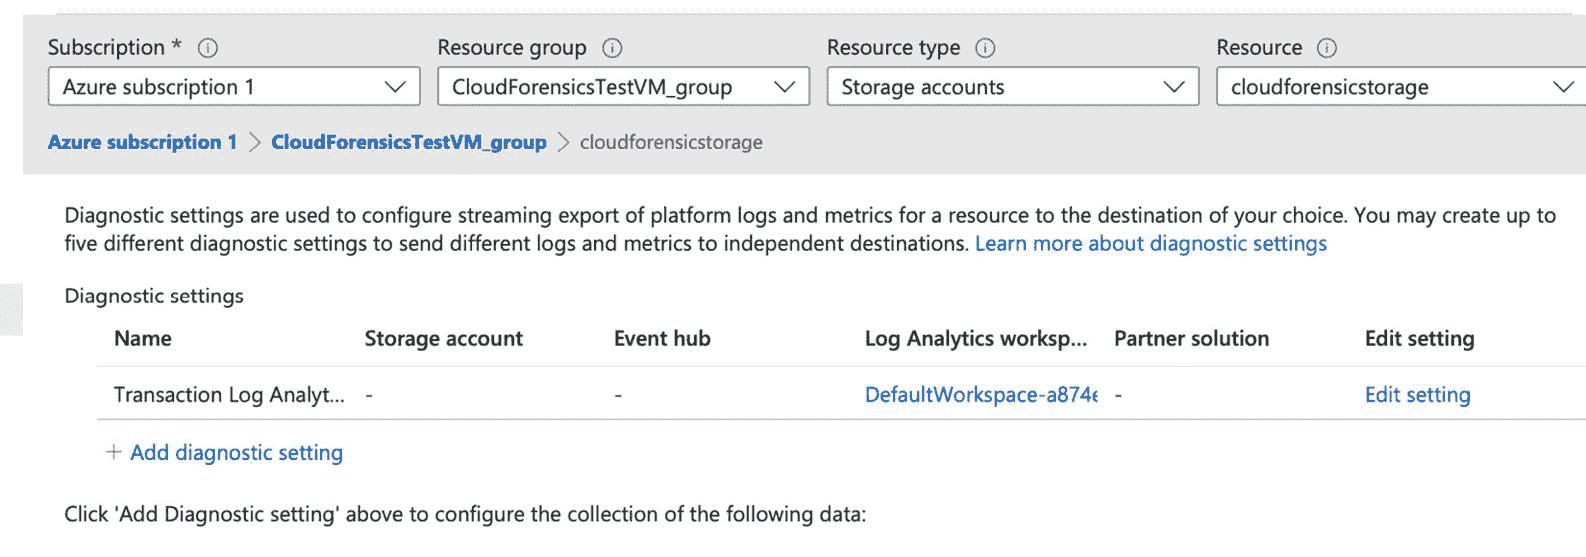 Subscription * Resource group Resource type Resource
Azure subscription 1 CloudForensicsTestVM_group Storage accounts cloudforensicstorage
Azure subscription 1 > CloudForensicsTestVM_group > cloudforensicstorage
Diagnostic settings are used to configure streaming export of platform logs and metrics for a resource to the destination of your choice. You may create up to
five different diagnostic settings to send different logs and metrics to independent destinations. Learn more about diagnostic settings
Diagnostic settings
Name Storage account Event hub Log Analytics worksp... Partner solution Edit setting
Transaction Log Analyt... - - DefaultWorkspace-a874e - Edit setting
+ Add diagnostic setting
Click 'Add Diagnostic setting' above to configure the collection of the following data: